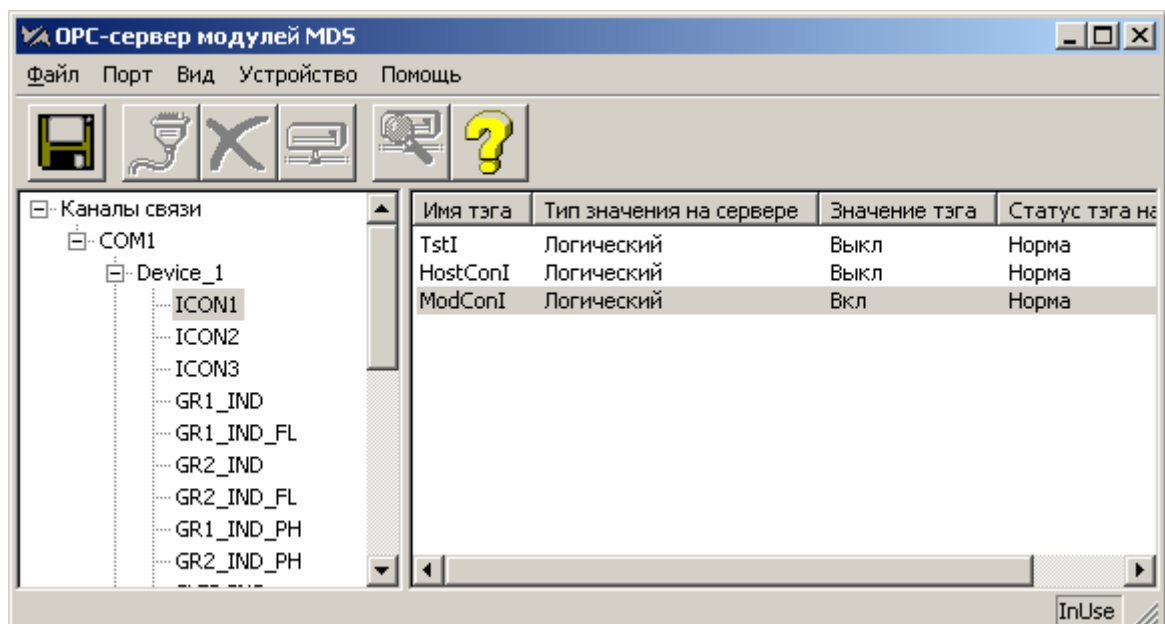 OPC-сервер модулей MDS
Файл Порт Вид Устройство Помощь
Каналы связи
COM1
Device_1
ICON1
ICON2
ICON3
GR1_IND
GR1_IND_FL
GR2_IND
GR2_IND_FL
GR1_IND_PH
GR2_IND_PH
Имя тэга Тип значения на сервере Значение тэга Статус тэга на
TstI Логический Выкл Норма
HostConI Логический Выкл Норма
ModConI Логический Вкл Норма
InUse